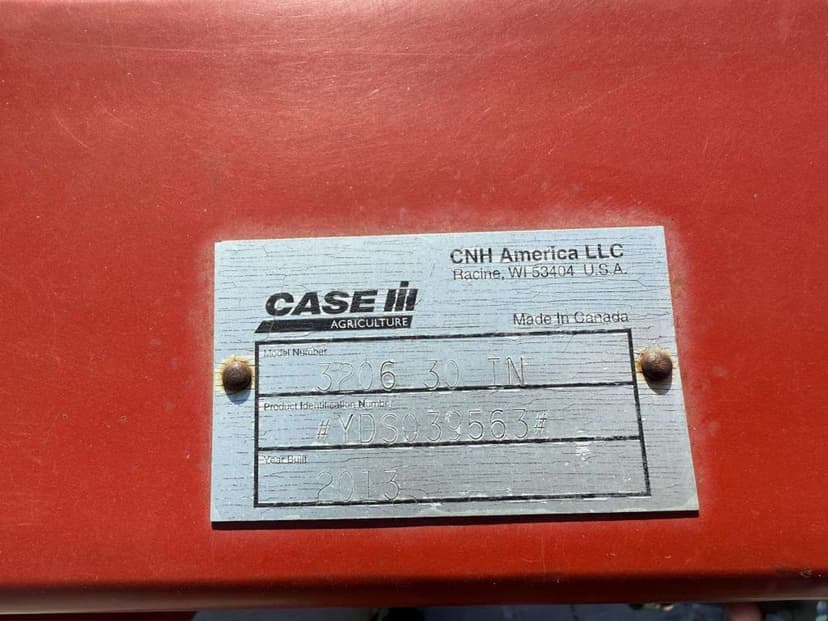 CNH America LLC
Racine, WI 53404 U.S.A.
CASE IH
AGRICULTURE
Made In Canada
Model Number
3206 30 IN
Product Identification Number
#YDS039563#
Year Built
2013